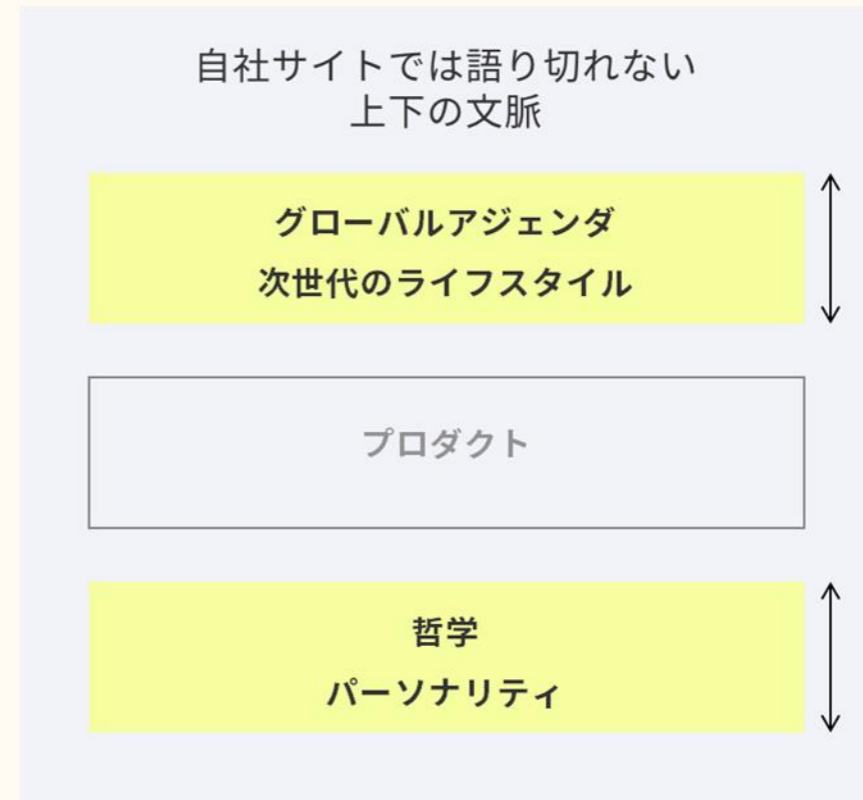 自社サイトでは語り切れない
上下の文脈
グローバルアジェンダ
次世代のライフスタイル
プロダクト
哲学
パーソナリティ